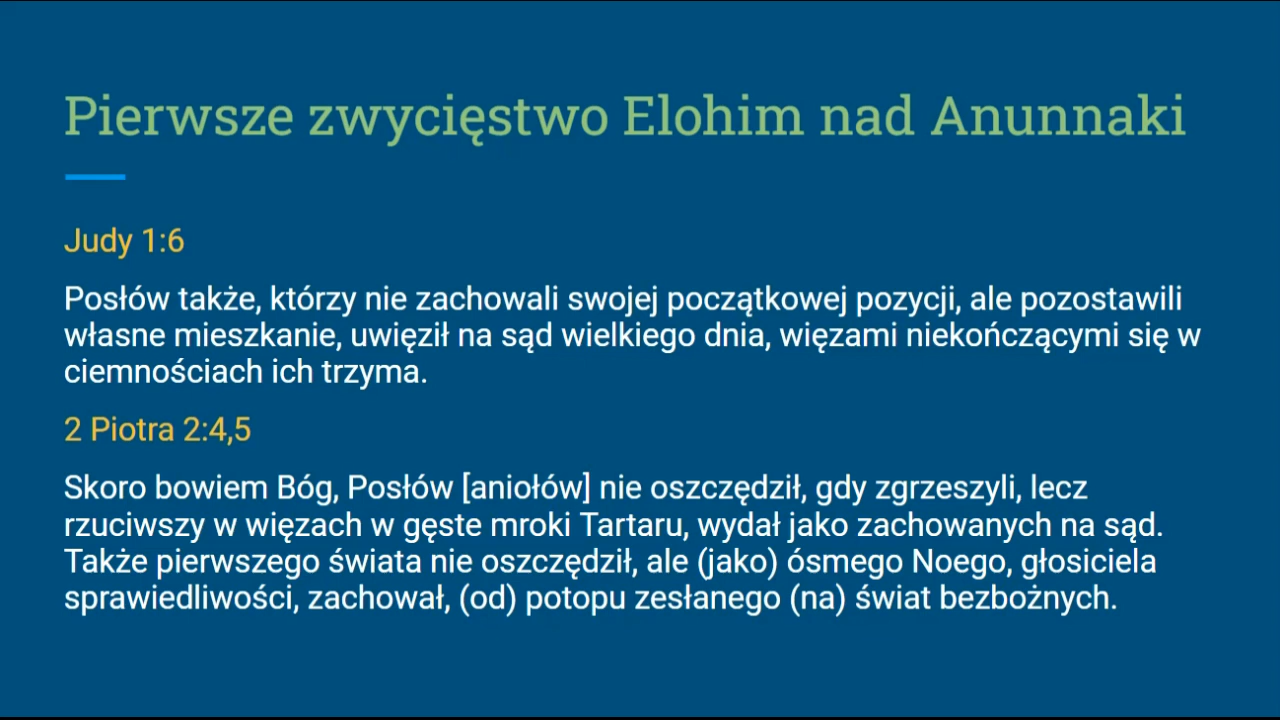 Pierwsze zwycięstwo Elohim nad Anunnaki
Judy 1:6
Posłów także, którzy nie zachowali swojej początkowej pozycji, ale pozostawili
własne mieszkanie, uwięził na sąd wielkiego dnia, więzami niekończącymi się w
ciemnościach ich trzyma.
2 Piotra 2:4,5
Skoro bowiem Bóg, Posłów [aniołów] nie oszczędził, gdy zgrzeszyli, lecz
rzuciwszy w więzach w gęste mroki Tartaru, wydał jako zachowanych na sąd.
Także pierwszego świata nie oszczędził, ale (jako) ósmego Noego, głosiciela
sprawiedliwości, zachował, (od) potopu zesłanego (na) świat bezbożnych.